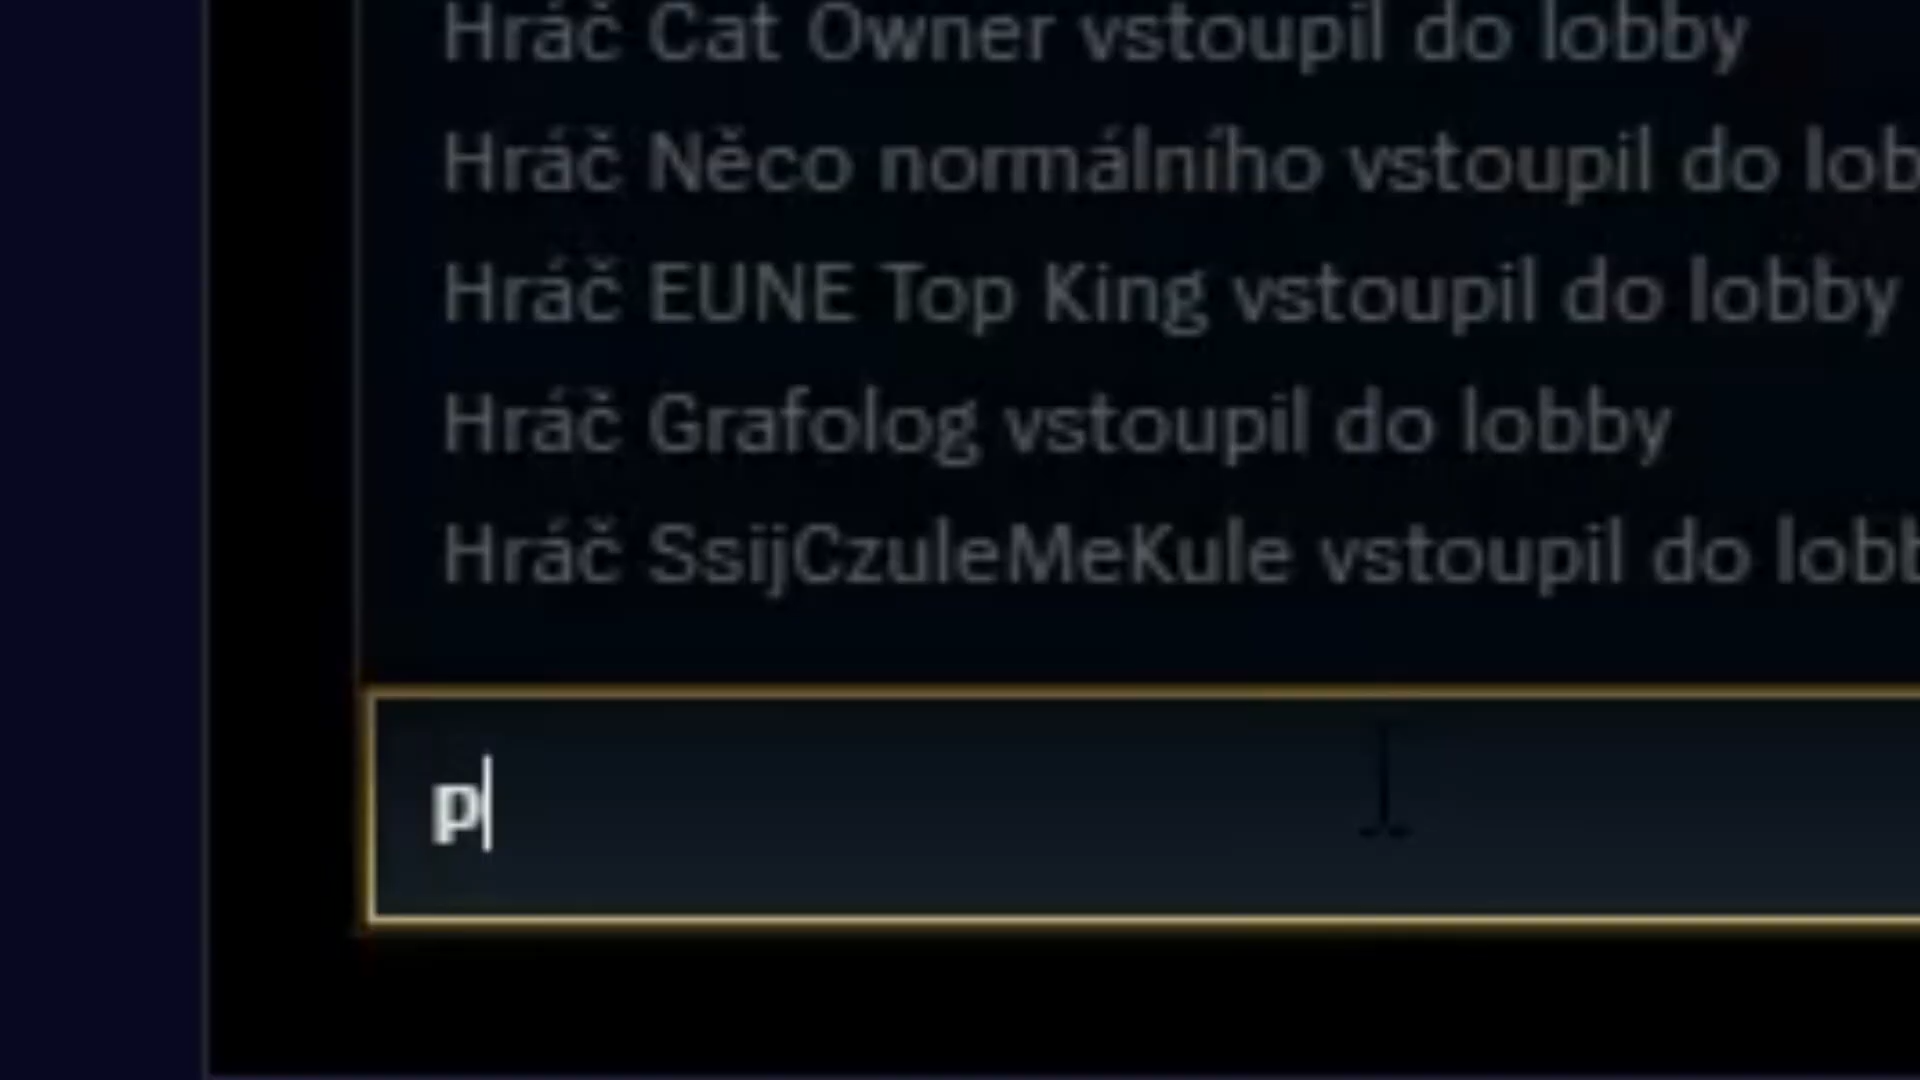 Hráč Cat Owner vstoupil do lobby
Hráč Něco normálního vstoupil do lob
Hráč EUNE Top King vstoupil do lobby
Hráč Grafolog vstoupil do lobby
Hráč SsijCzuleMeKule vstoupil do lobb
p